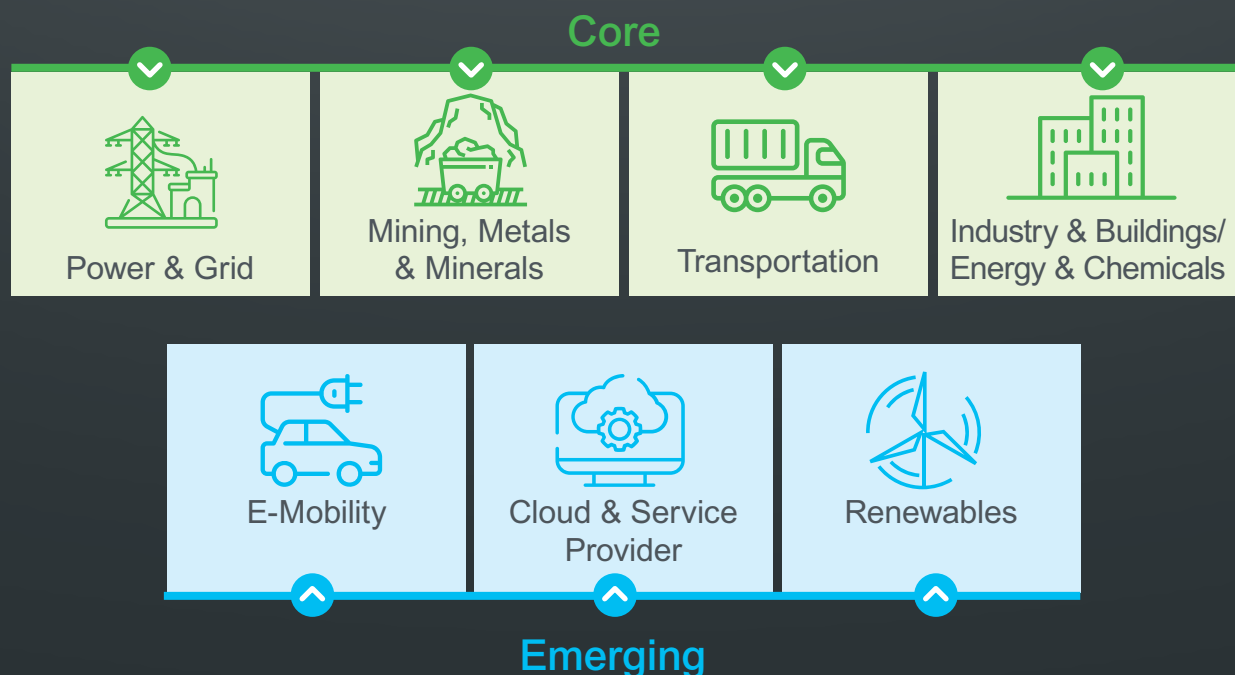 Core
Power & Grid
Mining, Metals
& Minerals
Transportation
Industry & Buildings/
Energy & Chemicals
E-Mobility
Cloud & Service
Provider
Renewables
Emerging